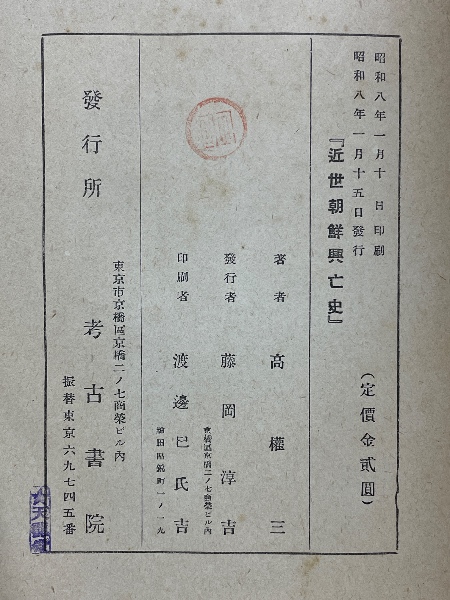 昭和八年一月十日印刷
昭和八年一月十五日發行
『近世朝鮮興亡史』
(定價金貳圓)
著者 高權三
發行者 藤岡淳吉
京橋區京橋二ノ七商榮ビル內
印刷者 渡邊巳氏吉
町一ノ一九
發行所 考古書院
東京市京橋區京橋二ノ七商榮ビル內
振替東京六九七四五番